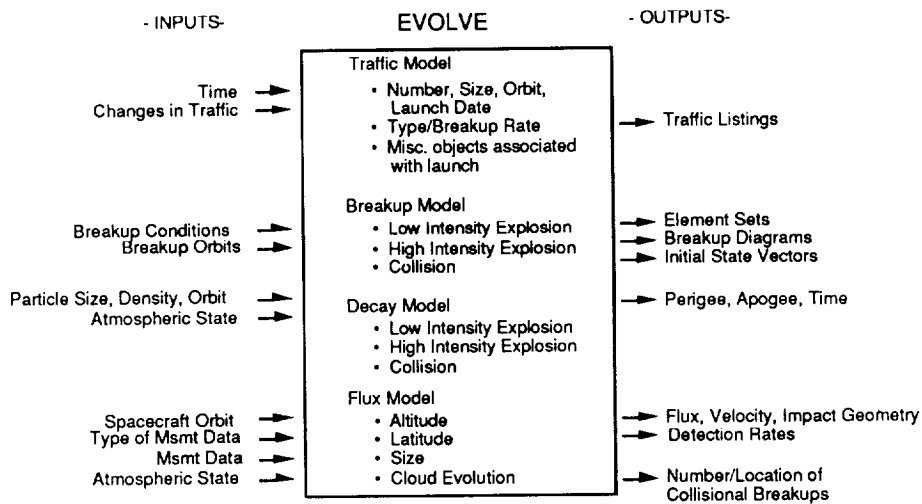 - INPUTS-
EVOLVE
- OUTPUTS-
Traffic Model
Time
Changes in Traffic
• Number, Size, Orbit,
Launch Date
• Type/Breakup Rate
• Misc. objects associated
with launch
Traffic Listings
Breakup Model
Breakup Conditions
Breakup Orbits
• Low Intensity Explosion
• High Intensity Explosion
• Collision
Element Sets
Breakup Diagrams
Initial State Vectors
Particle Size, Density, Orbit
Atmospheric State
Decay Model
• Low Intensity Explosion
• High Intensity Explosion
• Collision
Perigee, Apogee, Time
Flux Model
Spacecraft Orbit
Type of Msmt Data
Msmt Data
Atmospheric State
• Altitude
• Latitude
• Size
• Cloud Evolution
Flux, Velocity, Impact Geometry
Detection Rates
Number/Location of
Collisional Breakups